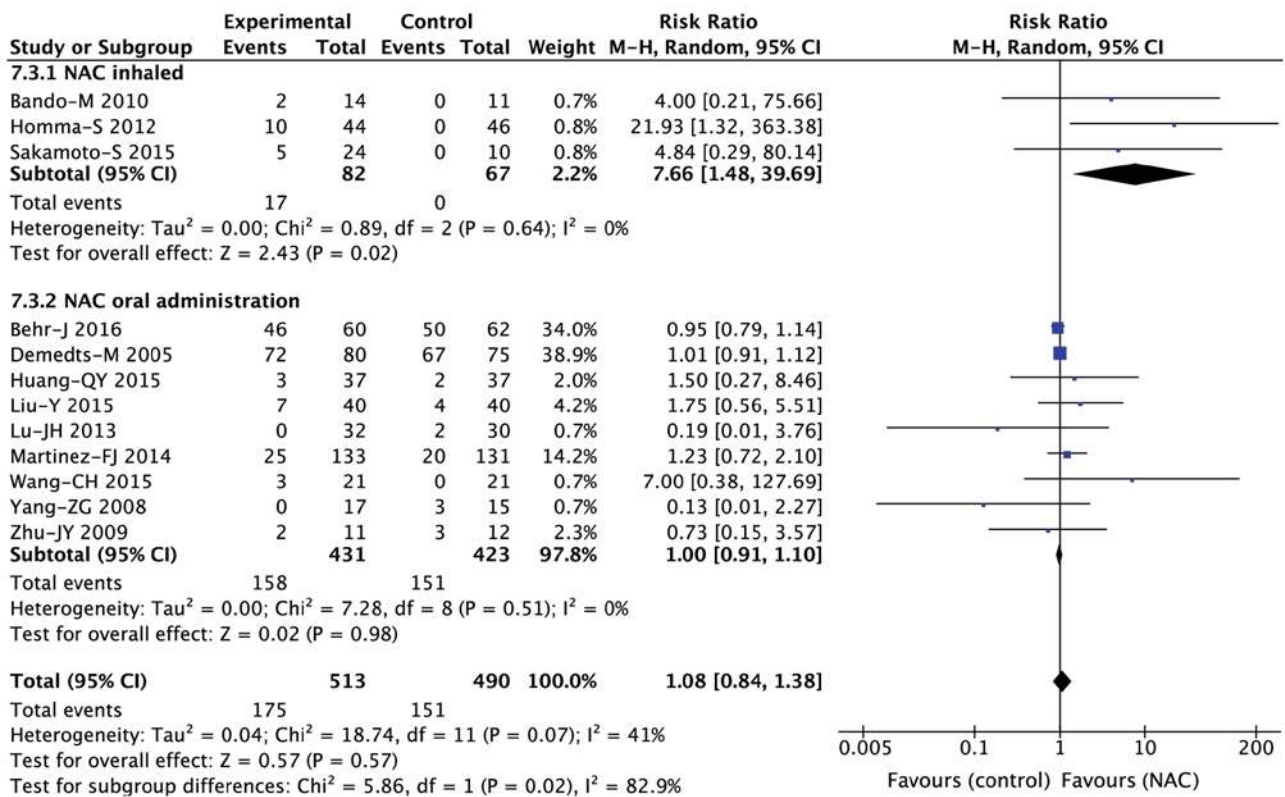 Experimental Control Risk Ratio Risk Ratio
Study or Subgroup Events Total Events Total Weight M-H, Random, 95% CI M-H, Random, 95% CI
7.3.1 NAC inhaled
Bando-M 2010 2 14 0 11 0.7% 4.00 [0.21, 75.66]
Homma-S 2012 10 44 0 46 0.8% 21.93 [1.32, 363.38]
Sakamoto-S 2015 5 24 0 10 0.8% 4.84 [0.29, 80.14]
Subtotal (95% CI) 82 67 2.2% 7.66 [1.48, 39.69]
Total events 17 0
Heterogeneity: Tau² = 0.00; Chi² = 0.89, df = 2 (P = 0.64); I² = 0%
Test for overall effect: Z = 2.43 (P = 0.02)
7.3.2 NAC oral administration
Behr-J 2016 46 60 50 62 34.0% 0.95 [0.79, 1.14]
Demedts-M 2005 72 80 67 75 38.9% 1.01 [0.91, 1.12]
Huang-QY 2015 3 37 2 37 2.0% 1.50 [0.27, 8.46]
Liu-Y 2015 7 40 4 40 4.2% 1.75 [0.56, 5.51]
Lu-JH 2013 0 32 2 30 0.7% 0.19 [0.01, 3.76]
Martinez-FJ 2014 25 133 20 131 14.2% 1.23 [0.72, 2.10]
Wang-CH 2015 3 21 0 21 0.7% 7.00 [0.38, 127.69]
Yang-ZG 2008 0 17 3 15 0.7% 0.13 [0.01, 2.27]
Zhu-JY 2009 2 11 3 12 2.3% 0.73 [0.15, 3.57]
Subtotal (95% CI) 431 423 97.8% 1.00 [0.91, 1.10]
Total events 158 151
Heterogeneity: Tau² = 0.00; Chi² = 7.28, df = 8 (P = 0.51); I² = 0%
Test for overall effect: Z = 0.02 (P = 0.98)
Total (95% CI) 513 490 100.0% 1.08 [0.84, 1.38]
Total events 175 151
Heterogeneity: Tau² = 0.04; Chi² = 18.74, df = 11 (P = 0.07); I² = 41%
Test for overall effect: Z = 0.57 (P = 0.57)
Test for subgroup differences: Chi² = 5.86, df = 1 (P = 0.02), I² = 82.9%
0.005 0.1 1 10 200
Favours (control) Favours (NAC)